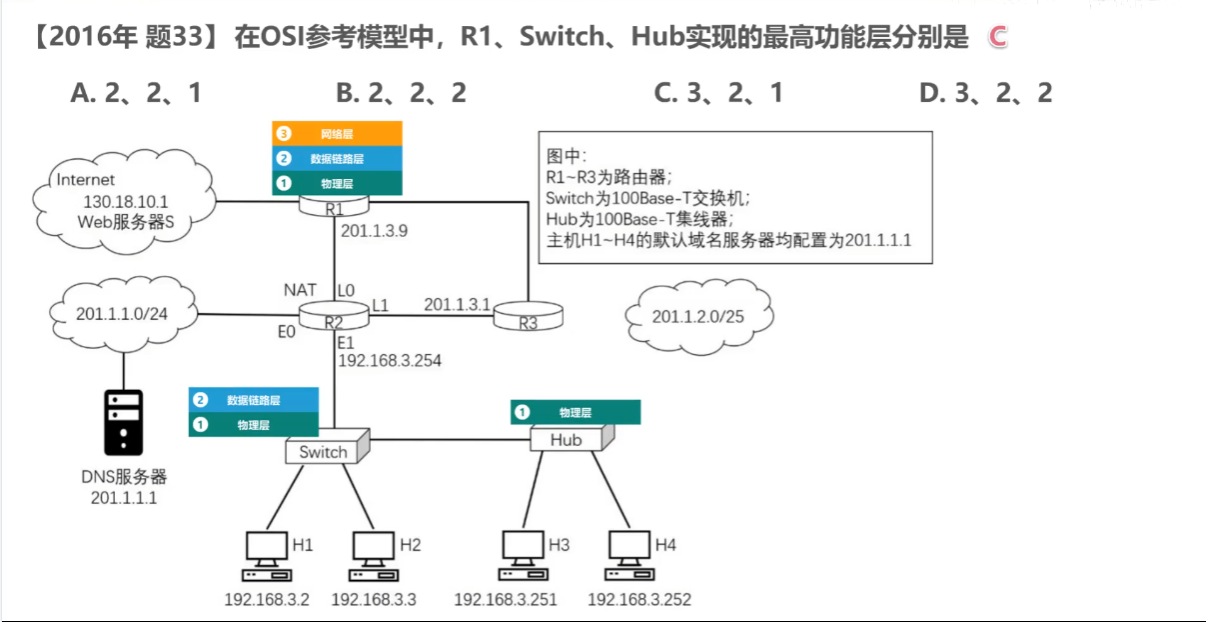 【2016年 题33】在OSI参考模型中，R1、Switch、Hub实现的最高功能层分别是 C
A. 2、2、1 B. 2、2、2 C. 3、2、1 D. 3、2、2
3 网络层
2 数据链路层
1 物理层
图中：
R1~R3为路由器；
Switch为100Base-T交换机；
Hub为100Base-T集线器；
主机H1~H4的默认域名服务器均配置为201.1.1.1
Internet
130.18.10.1
Web服务器S
R1
201.1.3.9
NAT L0
L1
201.1.3.1
201.1.1.0/24
R2
R3
201.1.2.0/25
E0
E1
192.168.3.254
2 数据链路层
1 物理层
1 物理层
Switch
Hub
DNS服务器
201.1.1.1
H1
H2
H3
H4
192.168.3.2 192.168.3.3 192.168.3.251 192.168.3.252